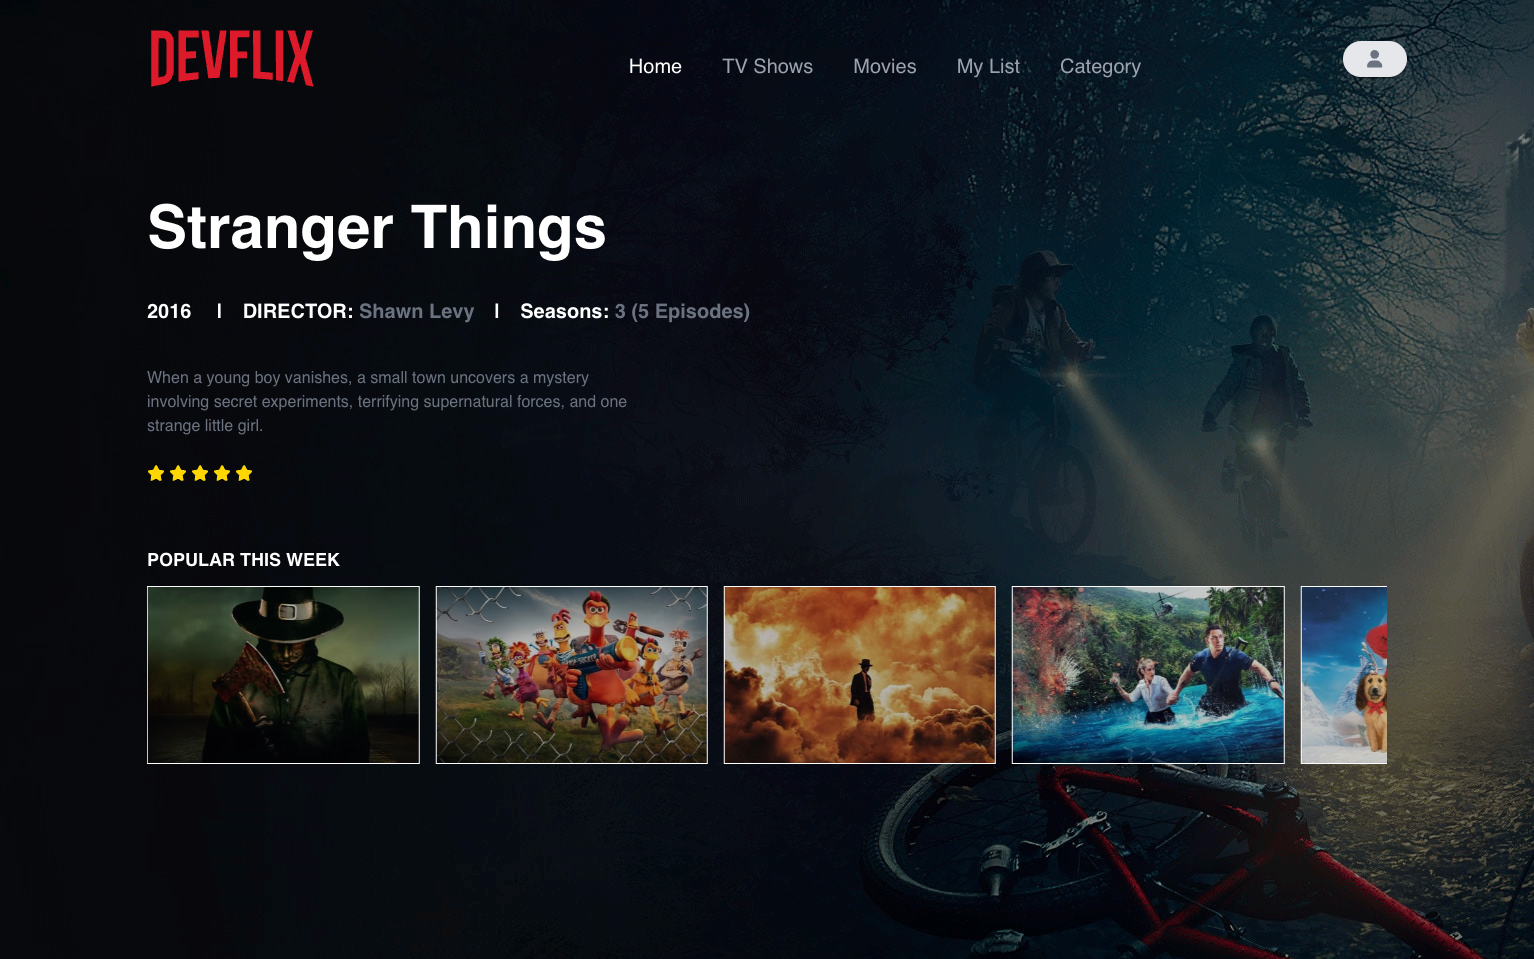 DEVFLIX
Home TV Shows Movies My List Category
Stranger Things
2016 | DIRECTOR: Shawn Levy | Seasons: 3 (5 Episodes)
When a young boy vanishes, a small town uncovers a mystery
involving secret experiments, terrifying supernatural forces, and one
strange little girl.
POPULAR THIS WEEK